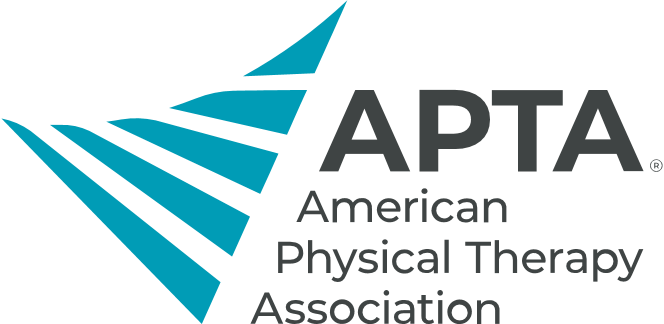 APTA®
American
Physical Therapy
Association